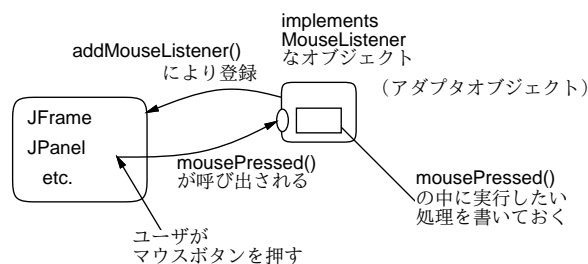 implements
MouseListener
なオブジェクト
addMouseListener()
により登録
（アダプタオブジェクト）
JFrame
JPanel
etc.
mousePressed()
が呼び出される
mousePressed()
の中に実行したい
処理を書いておく
ユーザが
マウスボタンを押す